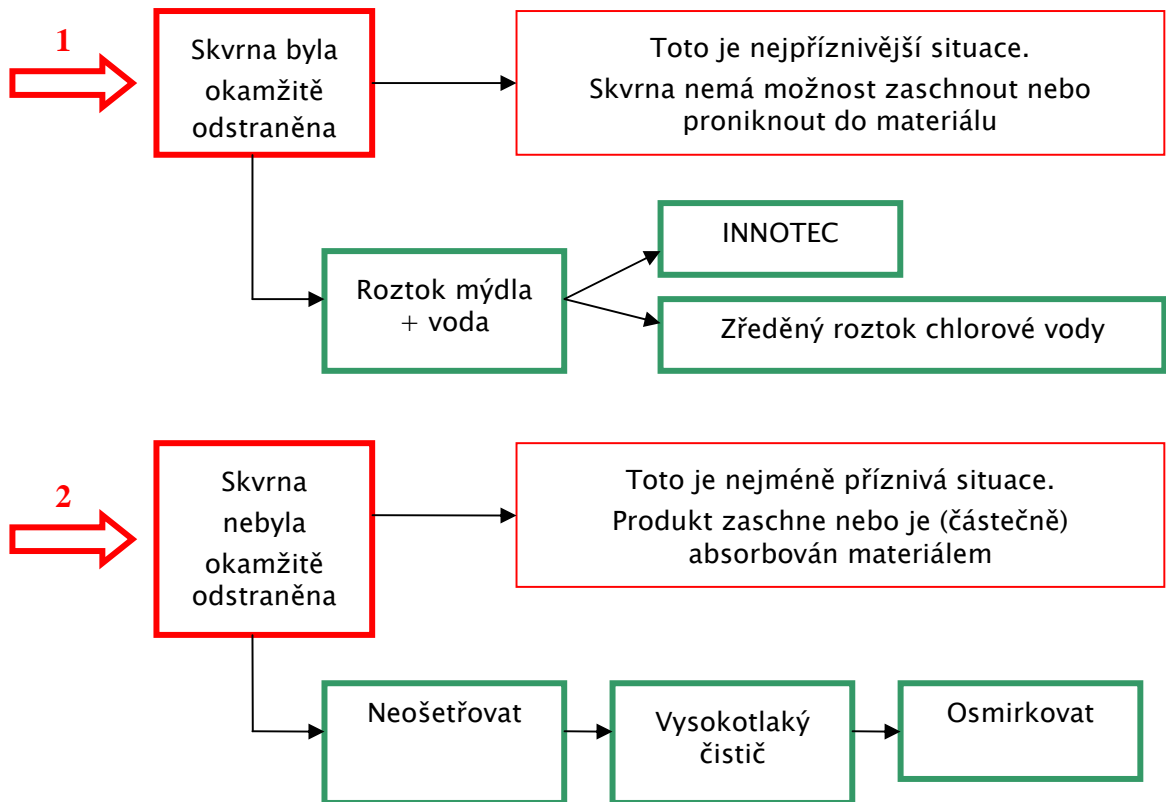 1
Skvrna byla
okamžitě
odstraněna
Toto je nejpříznivější situace.
Skvrna nemá možnost zaschnout nebo
proniknout do materiálu
INNOTEC
Roztok mýdla
+ voda
Zředěný roztok chlorové vody
2
Skvrna
nebyla
okamžitě
odstraněna
Toto je nejméně příznivá situace.
Produkt zaschne nebo je (částečně)
absorbován materiálem
Neošetřovat
Vysokotlaký
čistič
Osmirkovat